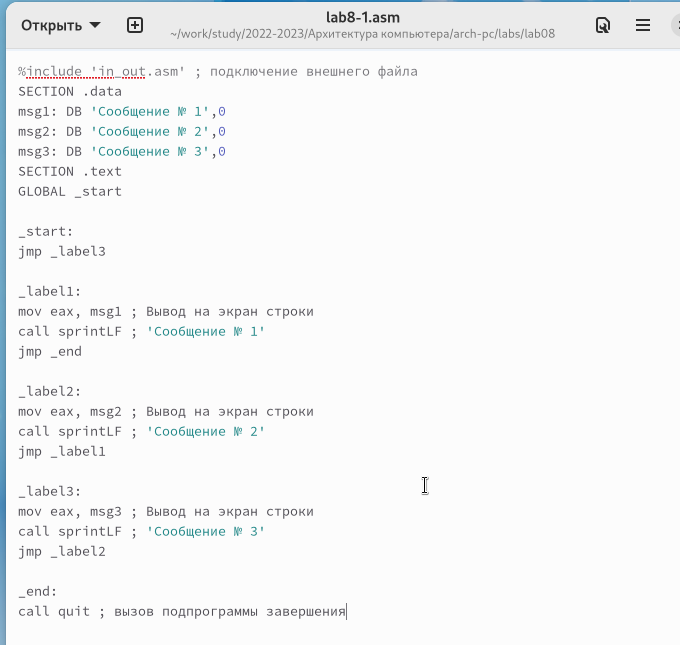 Открыть
lab8-1.asm
~/work/study/2022-2023/Архитектура компьютера/arch-pc/labs/lab08
%include 'in_out.asm' ; подключение внешнего файла
SECTION .data
msg1: DB 'Сообщение № 1',0
msg2: DB 'Сообщение № 2',0
msg3: DB 'Сообщение № 3',0
SECTION .text
GLOBAL _start
_start:
jmp _label3
_label1:
mov eax, msg1 ; Вывод на экран строки
call sprintLF ; 'Сообщение № 1'
jmp _end
_label2:
mov eax, msg2 ; Вывод на экран строки
call sprintLF ; 'Сообщение № 2'
jmp _label1
_label3:
mov eax, msg3 ; Вывод на экран строки
call sprintLF ; 'Сообщение № 3'
jmp _label2
_end:
call quit ; вызов подпрограммы завершения